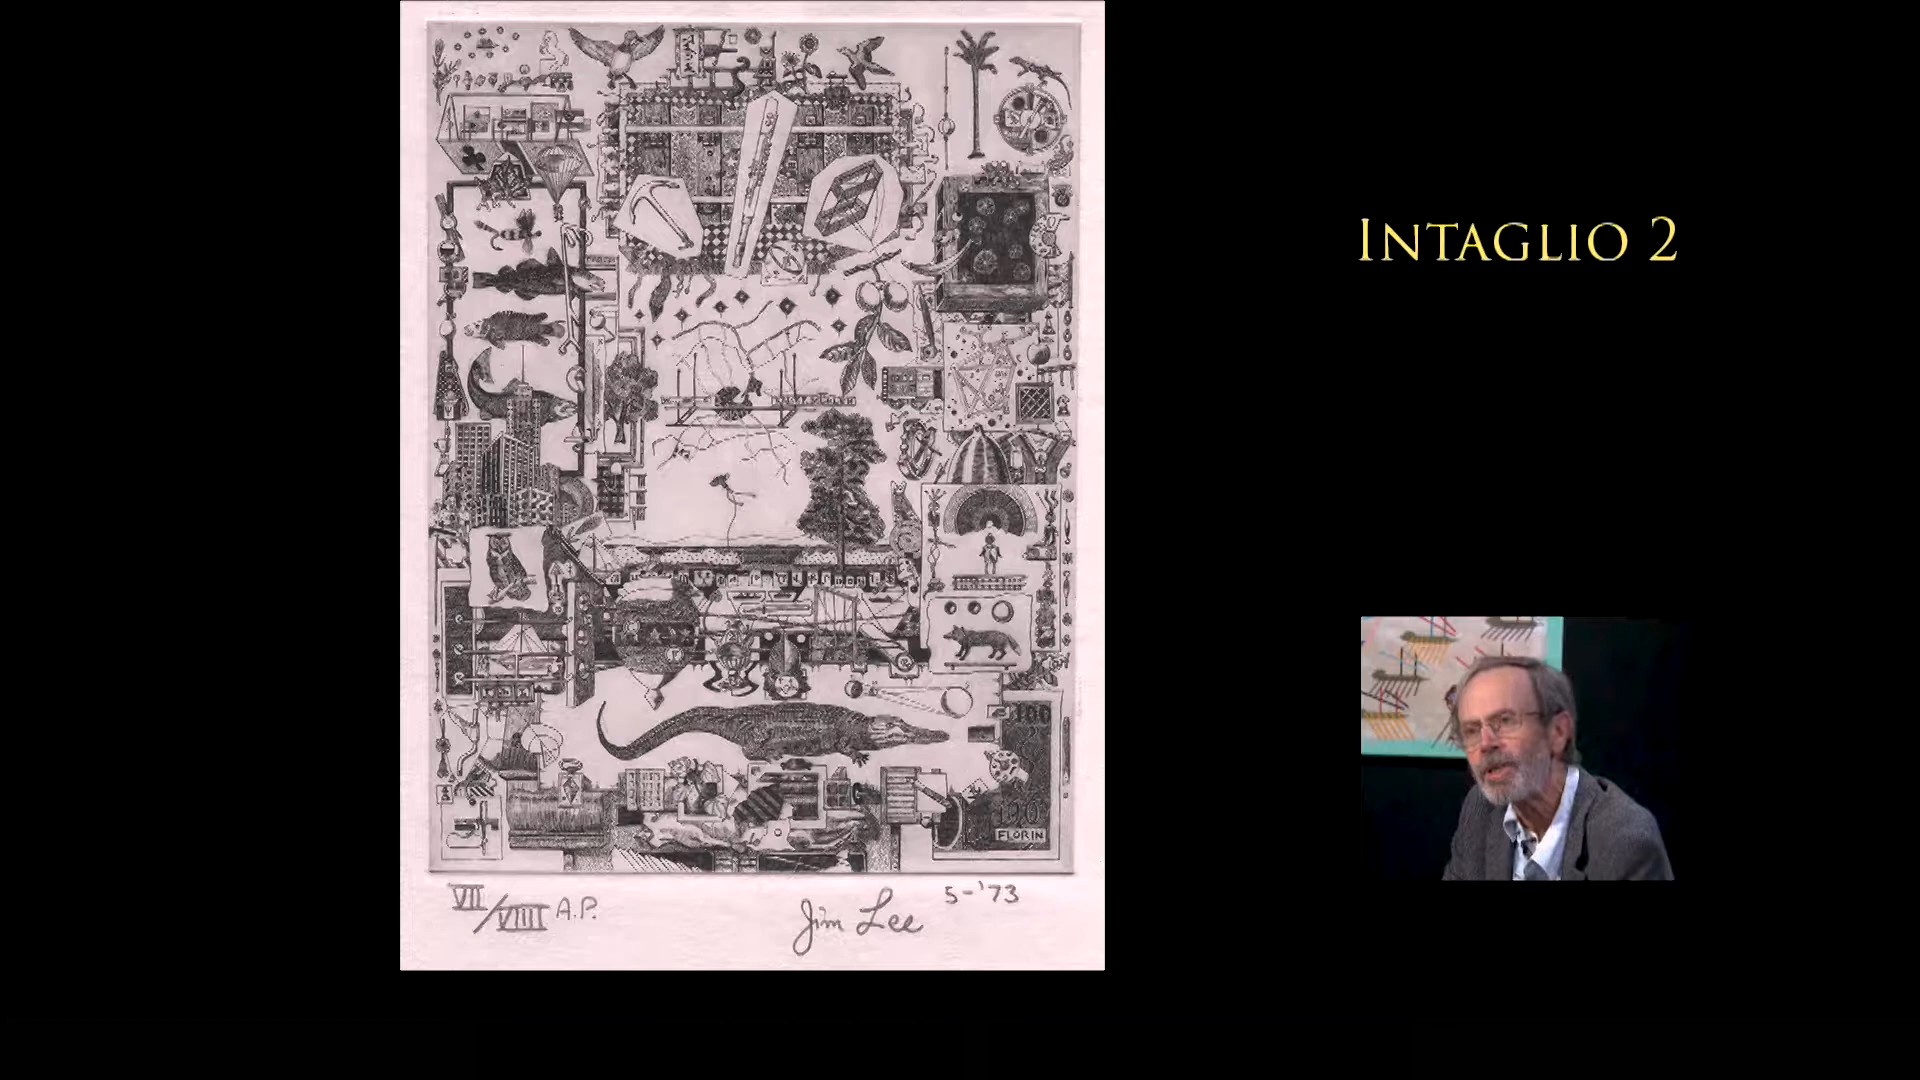 INTAGLIO 2
100
FLORIN
VII/VIII A.P.
Jim Lee
5-'73